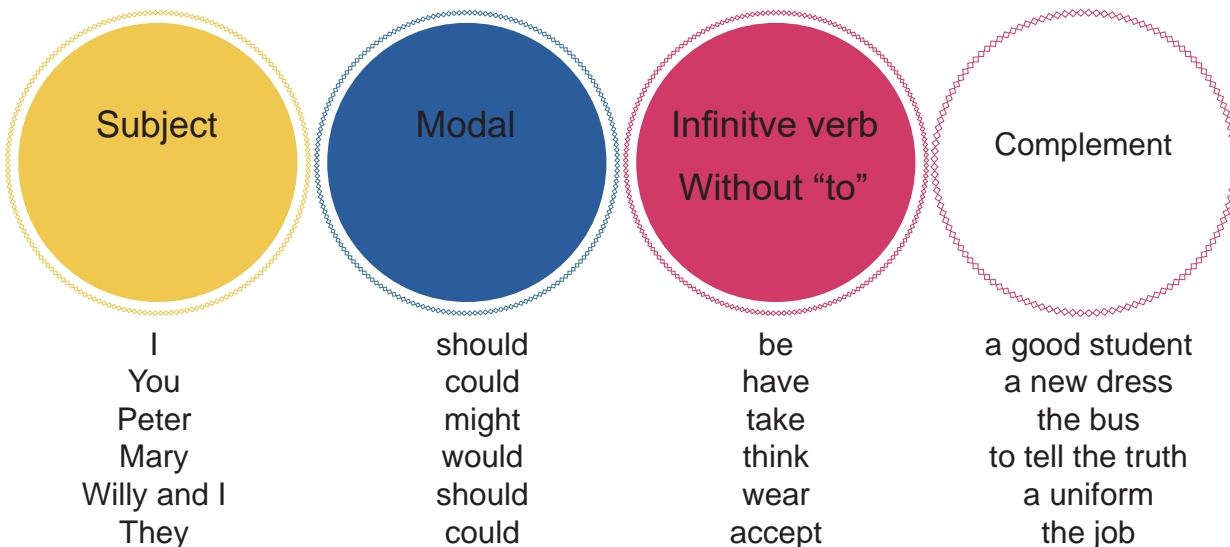 Subject
Modal
Infinitve verb
Without “to”
Complement
I should be a good student
You could have a new dress
Peter might take the bus
Mary would think to tell the truth
Willy and I should wear a uniform
They could accept the job